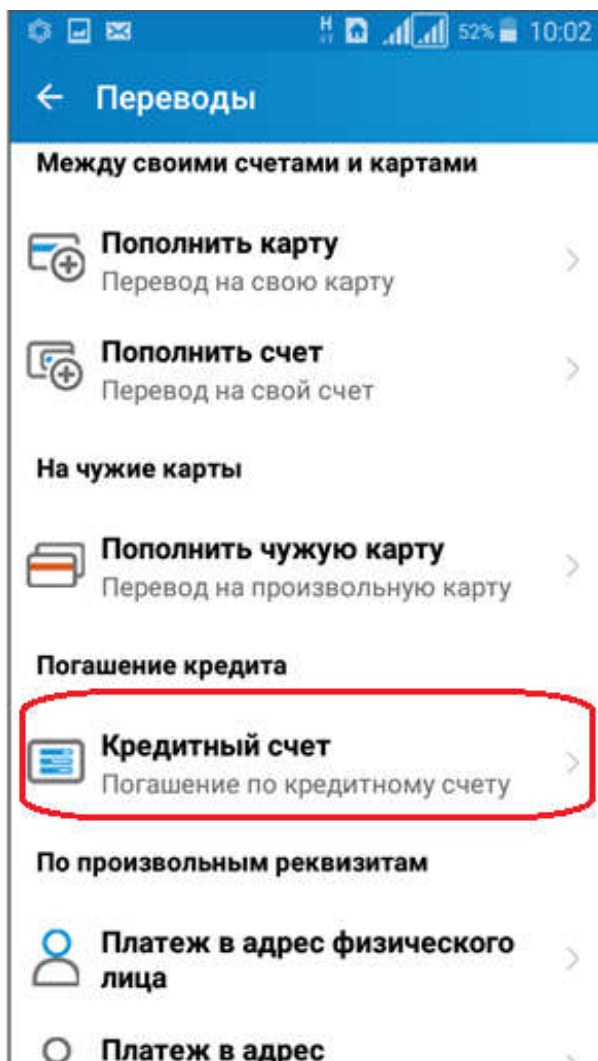 52% 10:02
Переводы
Между своими счетами и картами
Пополнить карту
Перевод на свою карту
Пополнить счет
Перевод на свой счет
На чужие карты
Пополнить чужую карту
Перевод на произвольную карту
Погашение кредита
Кредитный счет
Погашение по кредитному счету
По произвольным реквизитам
Платеж в адрес физического
лица
Платеж в адрес